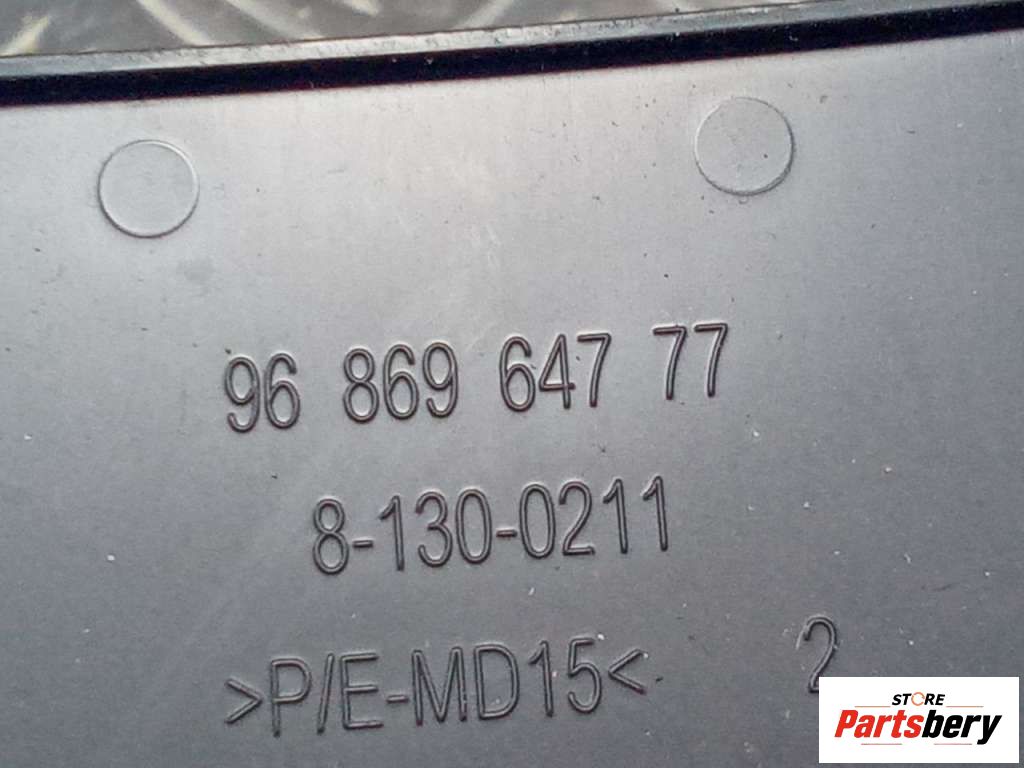 96 869 647 77
8-130-0211
>P/E-MD15< 2
STORE
Partsbery